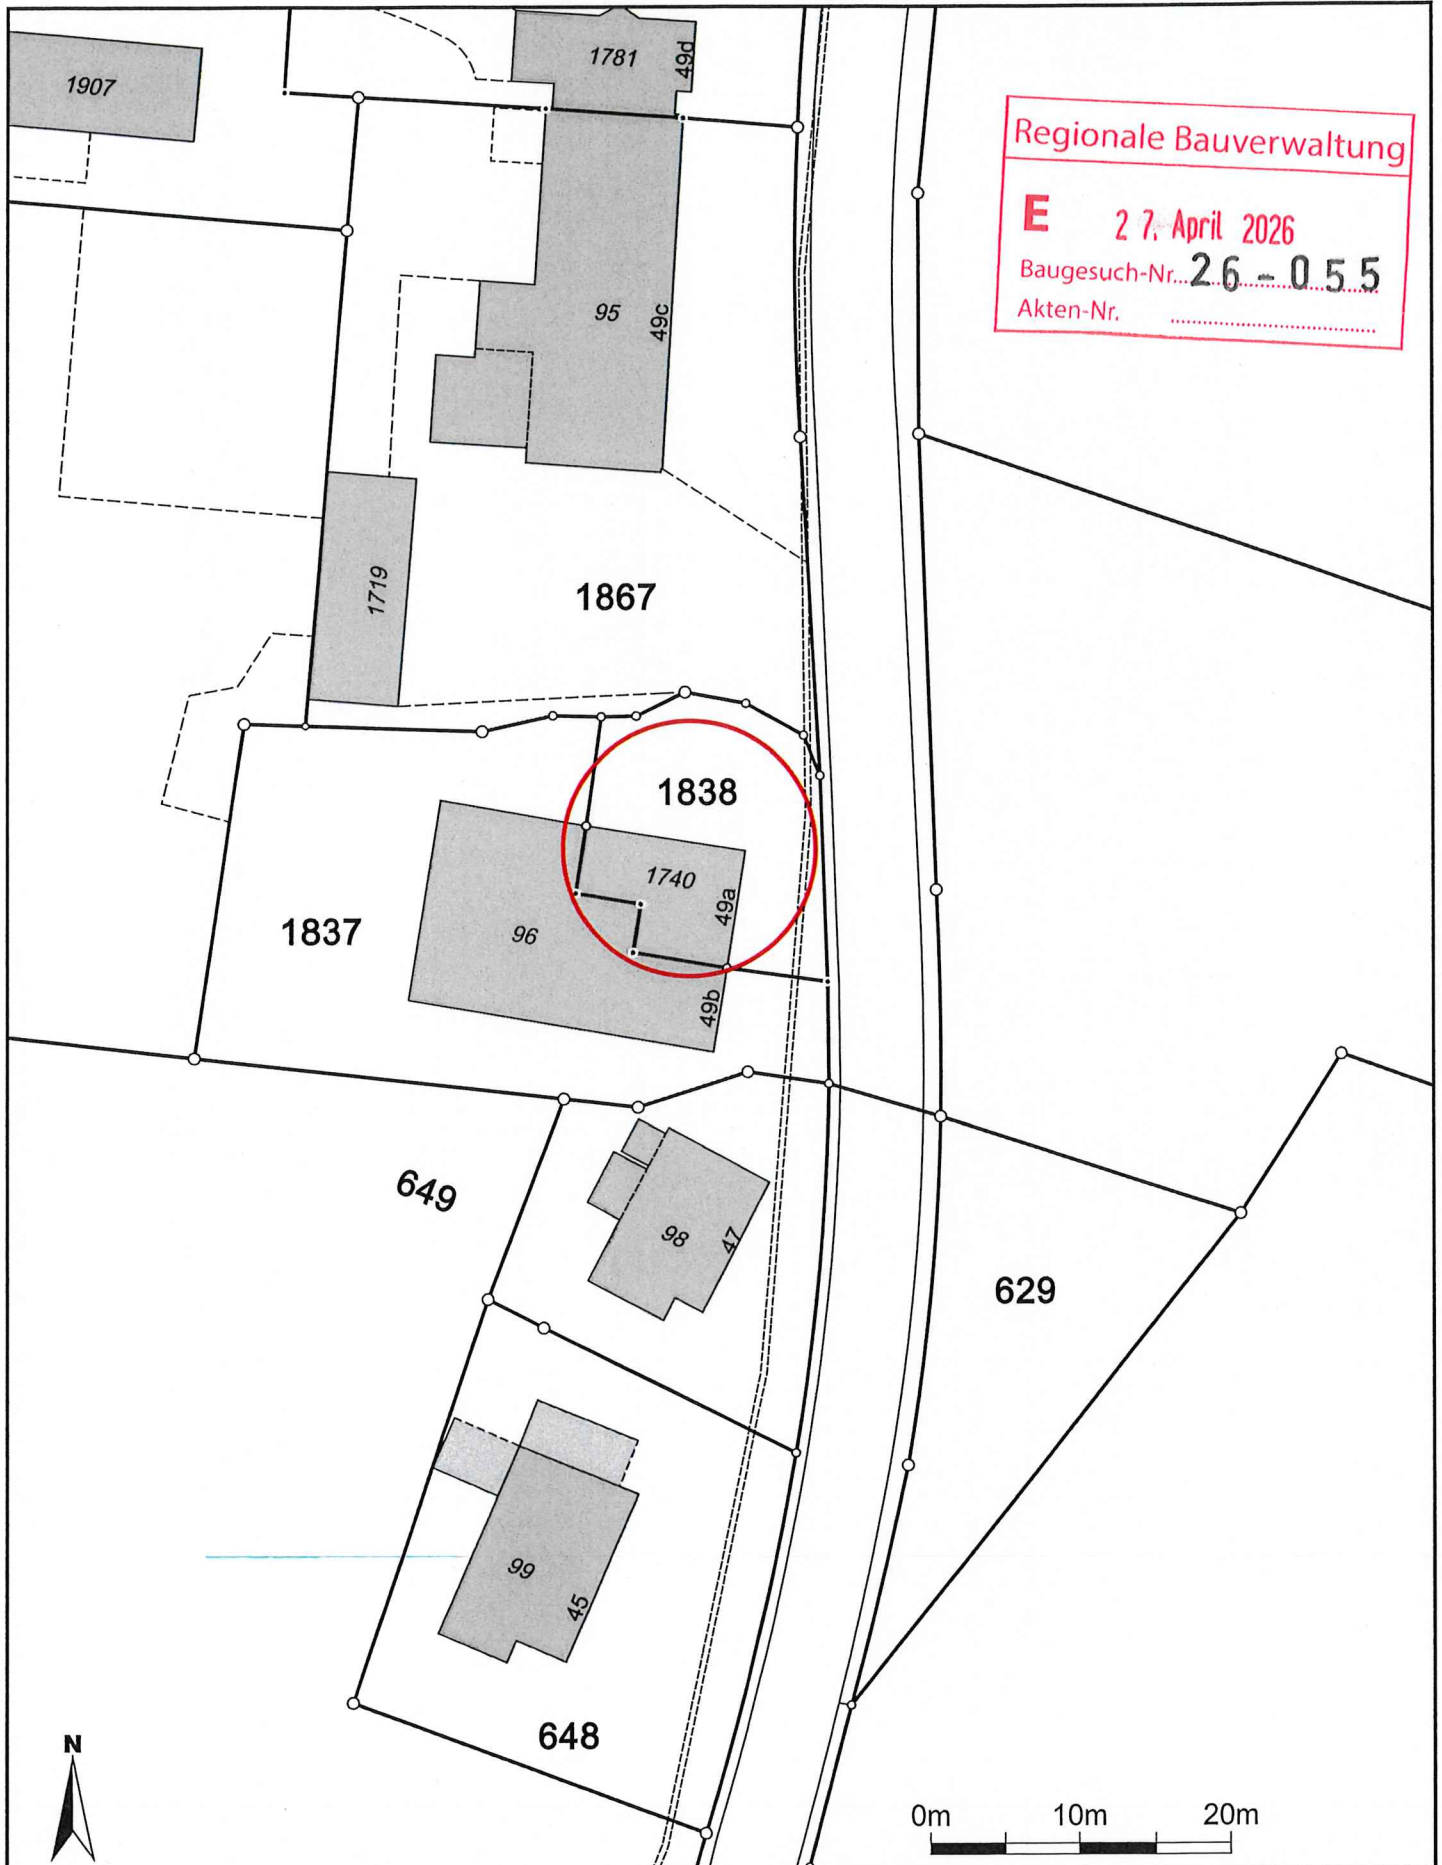 1907
1781
49d
Regionale Bauverwaltung
E 27. April 2026
Baugesuch-Nr. 26-055
Akten-Nr.
95
49c
1719
1867
1838
1740
49a
1837
96
49b
649
98
47
629
99
45
648
N
0m 10m 20m